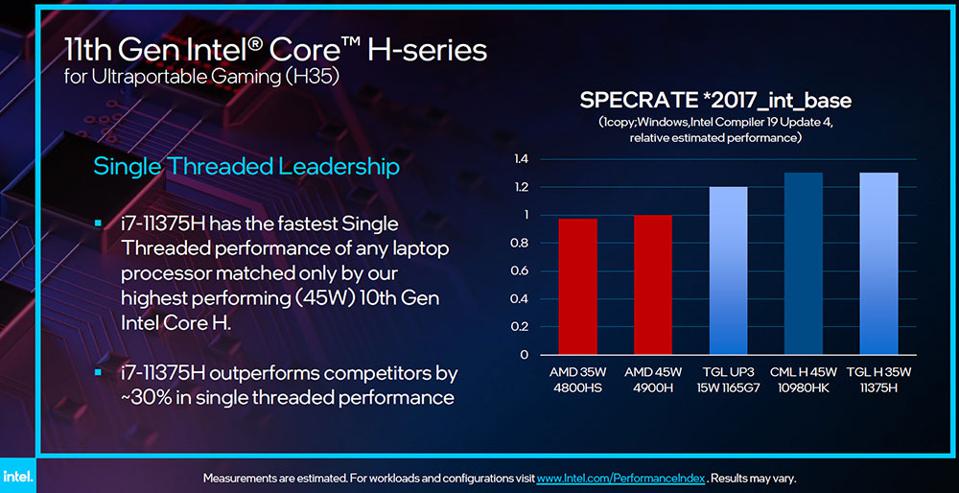 11th Gen Intel® Core™ H-series
for Ultraportable Gaming (H35)
Single Threaded Leadership
i7-11375H has the fastest Single
Threaded performance of any laptop
processor matched only by our
highest performing (45W) 10th Gen
Intel Core H.
i7-11375H outperforms competitors by
~30% in single threaded performance
SPECRATE *2017_int_base
(1copy;Windows,Intel Compiler 19 Update 4,
relative estimated performance)
1.4
1.2
1
0.8
0.6
0.4
0.2
0
AMD 35W AMD 45W TGL UP3 CML H 45W TGL H 35W
4800HS 4900H 15W 1165G7 10980HK 11375H
intel.
Measurements are estimated. For workloads and configurations visit www.Intel.com/PerformanceIndex . Results may vary.